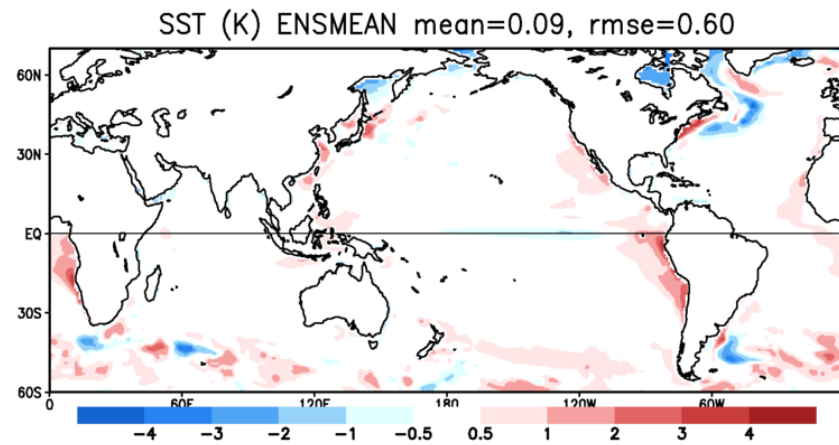 SST (K) ENSMEAN mean=0.09, rmse=0.60
60N
30N
EQ
30S
60S
0 60E 120E 180 120W 60W
-4 -3 -2 -1 -0.5 0.5 1 2 3 4